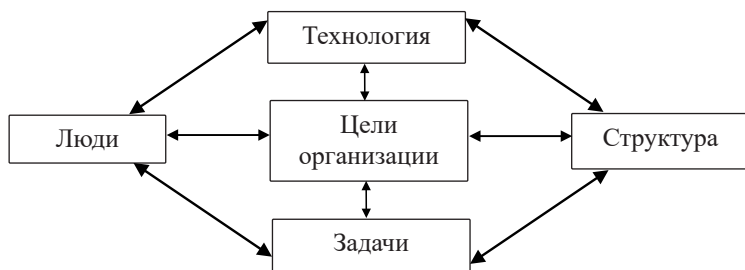 Технология
Люди
Цели
организации
Структура
Задачи